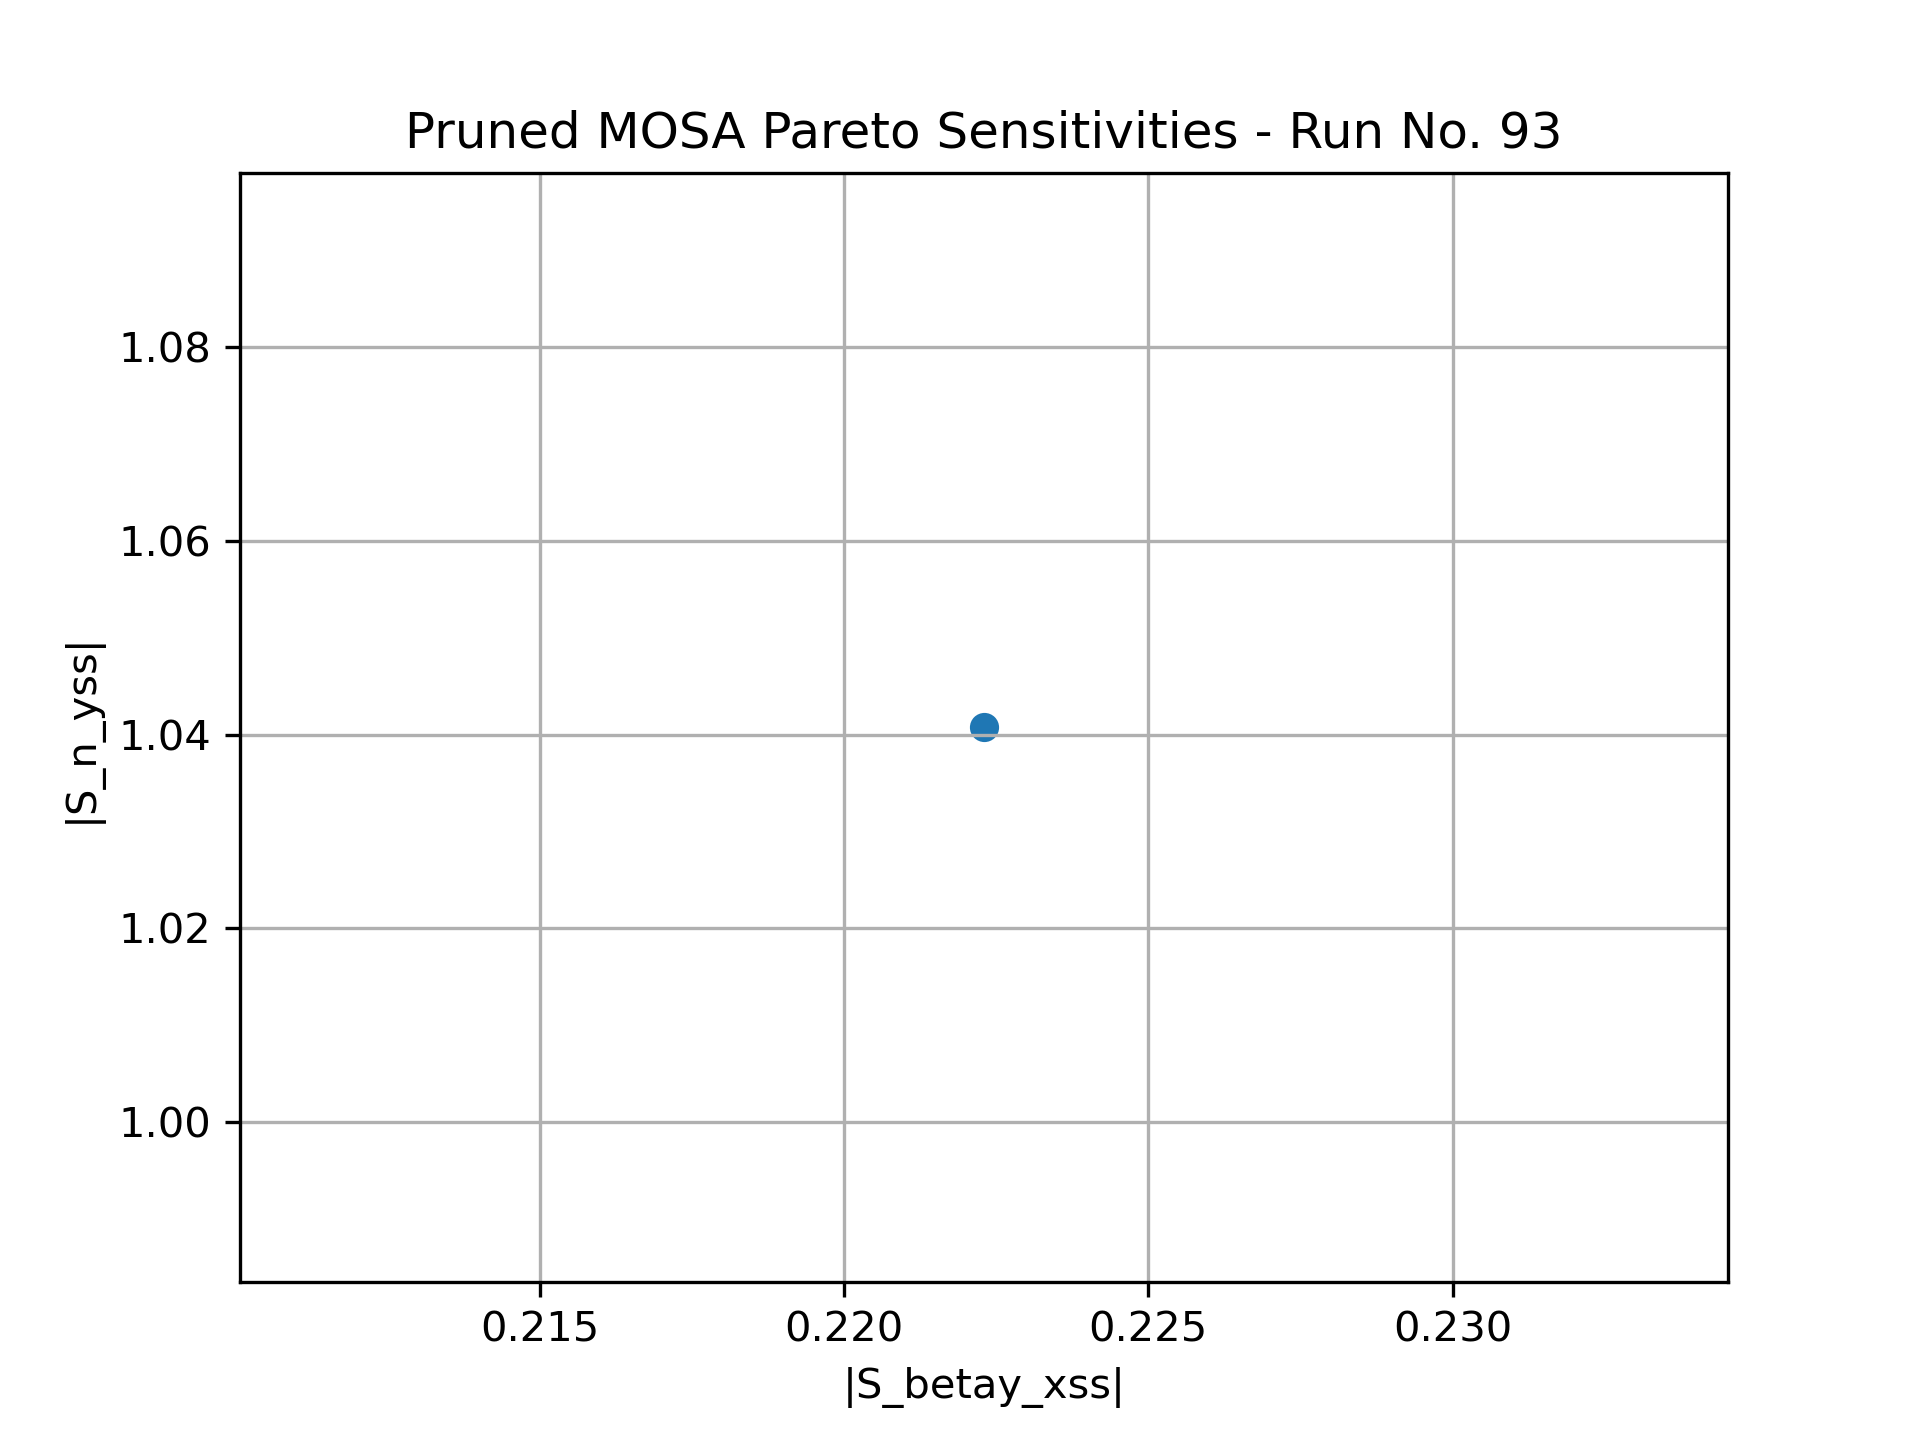 Pruned MOSA Pareto Sensitivities - Run No. 93
|S_n_yss|
1.08
1.06
1.04
1.02
1.00
0.215 0.220 0.225 0.230
|S_betay_xss|